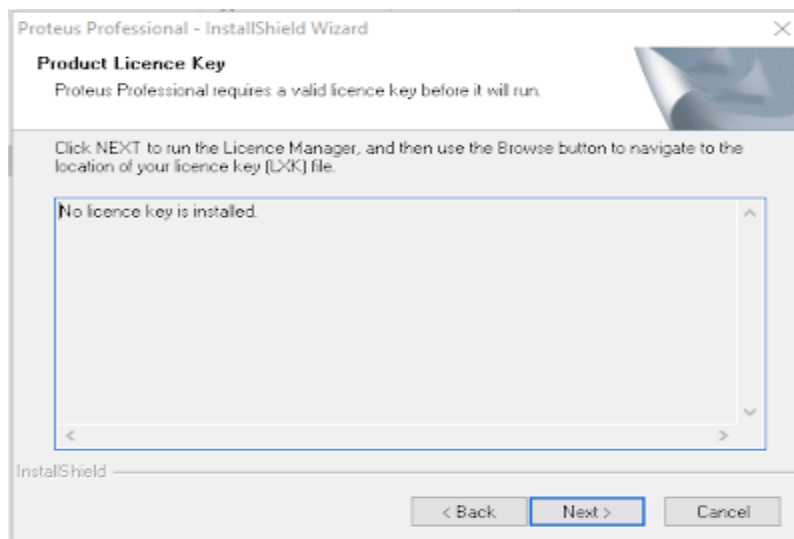 Proteus Professional - InstallShield Wizard
Product Licence Key
Proteus Professional requires a valid licence key before it will run.
Click NEXT to run the Licence Manager, and then use the Browse button to navigate to the
location of your licence key (LXK) file.
No licence key is installed.
InstallShield
< Back
Next >
Cancel